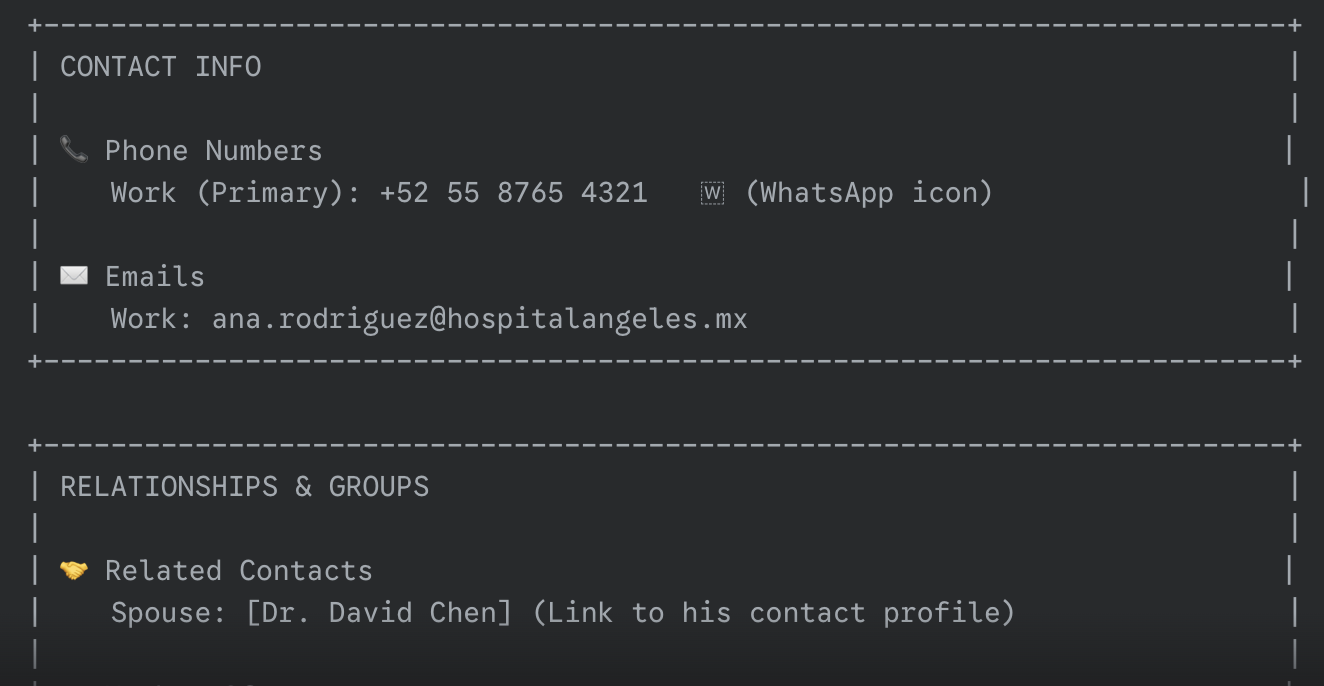 +--------------------------------------------------------------------------+
| CONTACT INFO |
| |
| 📞 Phone Numbers |
| Work (Primary): +52 55 8765 4321 🅆 (WhatsApp icon) |
| |
| ✉️ Emails |
| Work: ana.rodriguez@hospitalangeles.mx |
+--------------------------------------------------------------------------+
+--------------------------------------------------------------------------+
| RELATIONSHIPS & GROUPS |
| |
| 🤝 Related Contacts |
| Spouse: [Dr. David Chen] (Link to his contact profile) |
| |